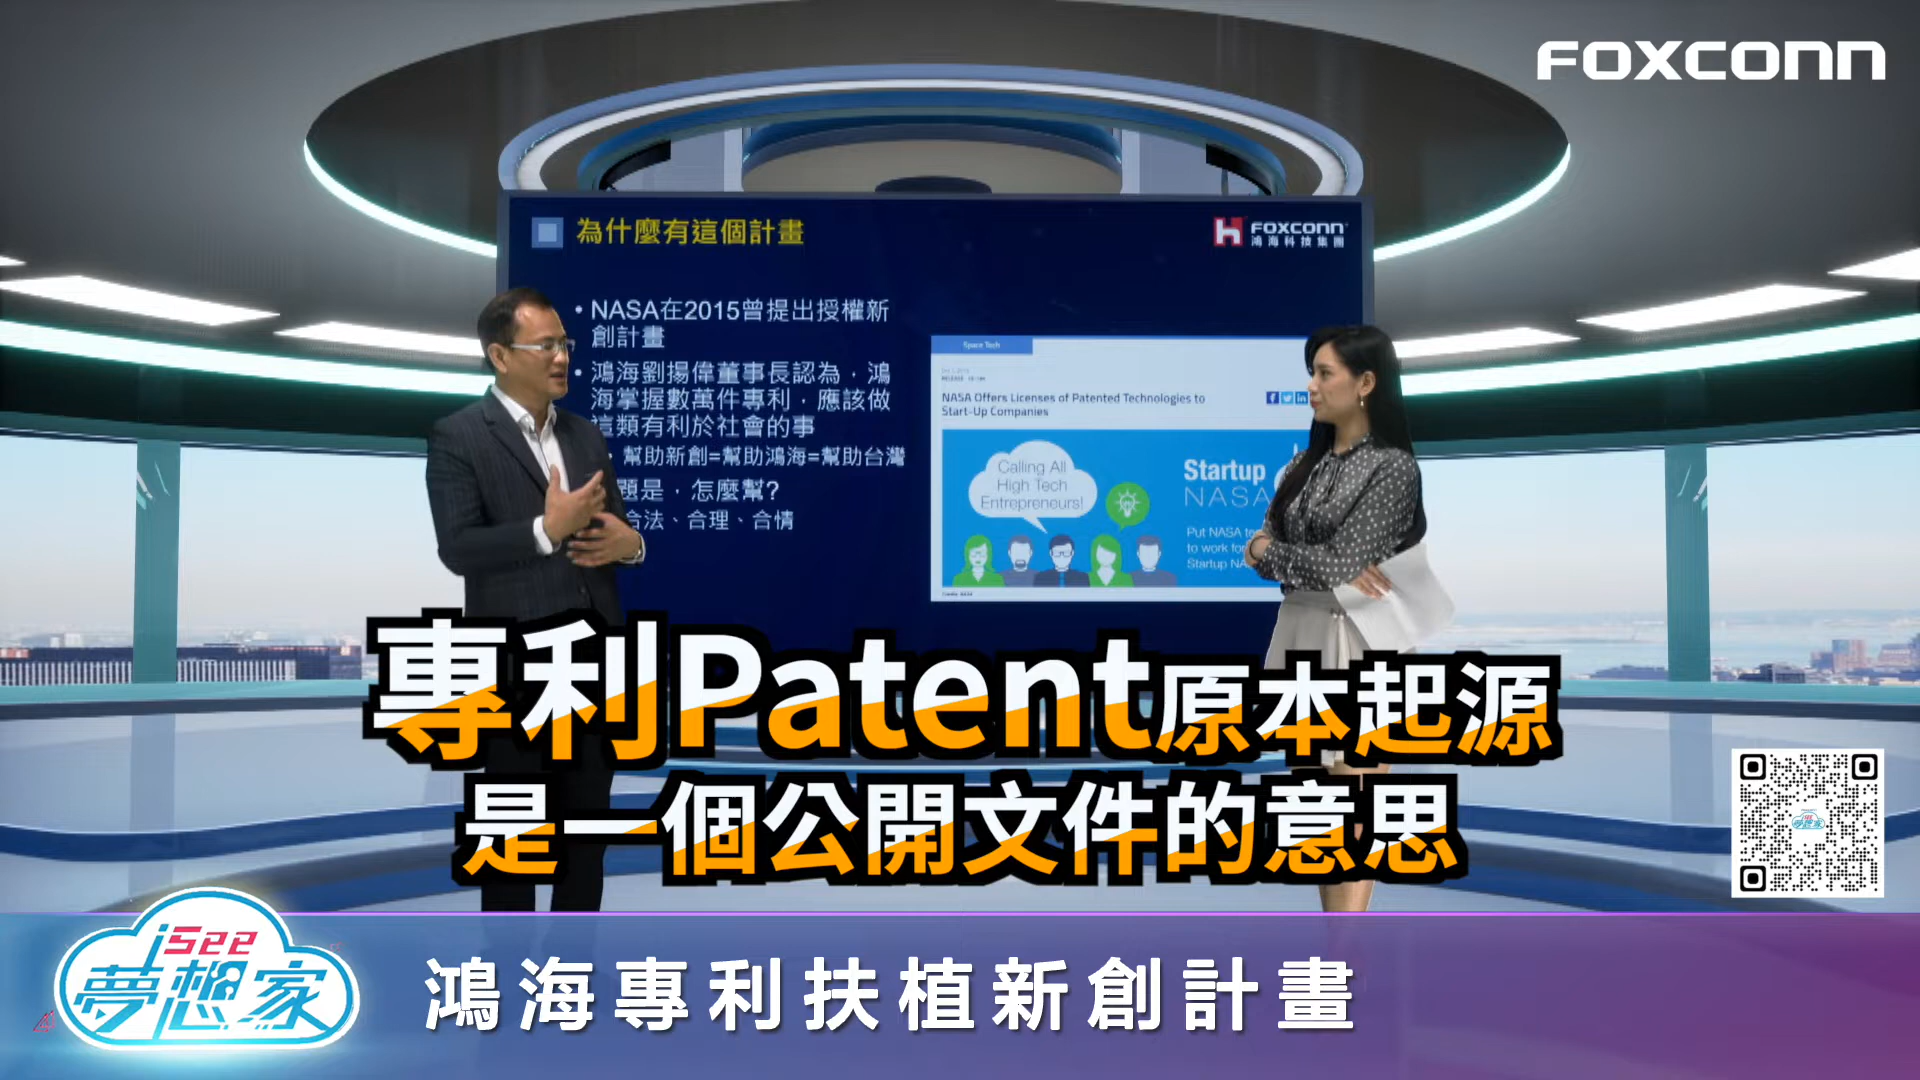 FOXCONN
為什麼有這個計畫
FOXCONN
鴻海科技集團
• NASA在2015曾提出授權新
創計畫
• 鴻海劉揚偉董事長認為，鴻
海掌握數萬件專利，應該做
這類有利於社會的事
• 幫助新創=幫助鴻海=幫助台灣
題是，怎麼幫?
合法、合理、合情
Space Tech
NASA Offers Licenses of Patented Technologies to
Start-Up Companies
Calling All
High Tech
Entrepreneurs!
Startup
NASA
Put NASA
to work for
Startup
專利Patent原本起源
是一個公開文件的意思
i522
夢想家
鴻海專利扶植新創計畫